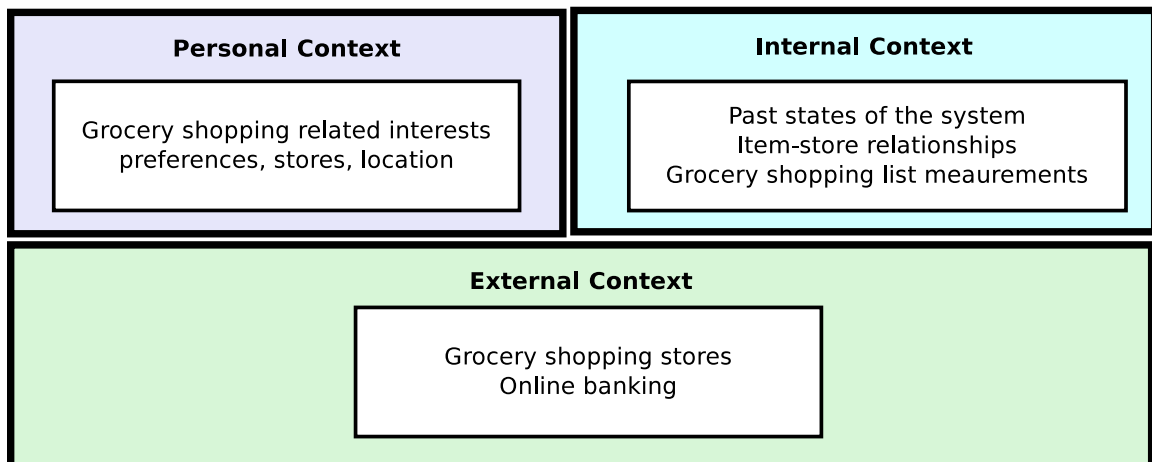 Personal Context
Grocery shopping related interests
preferences, stores, location
Internal Context
Past states of the system
Item-store relationships
Grocery shopping list meaurements
External Context
Grocery shopping stores
Online banking